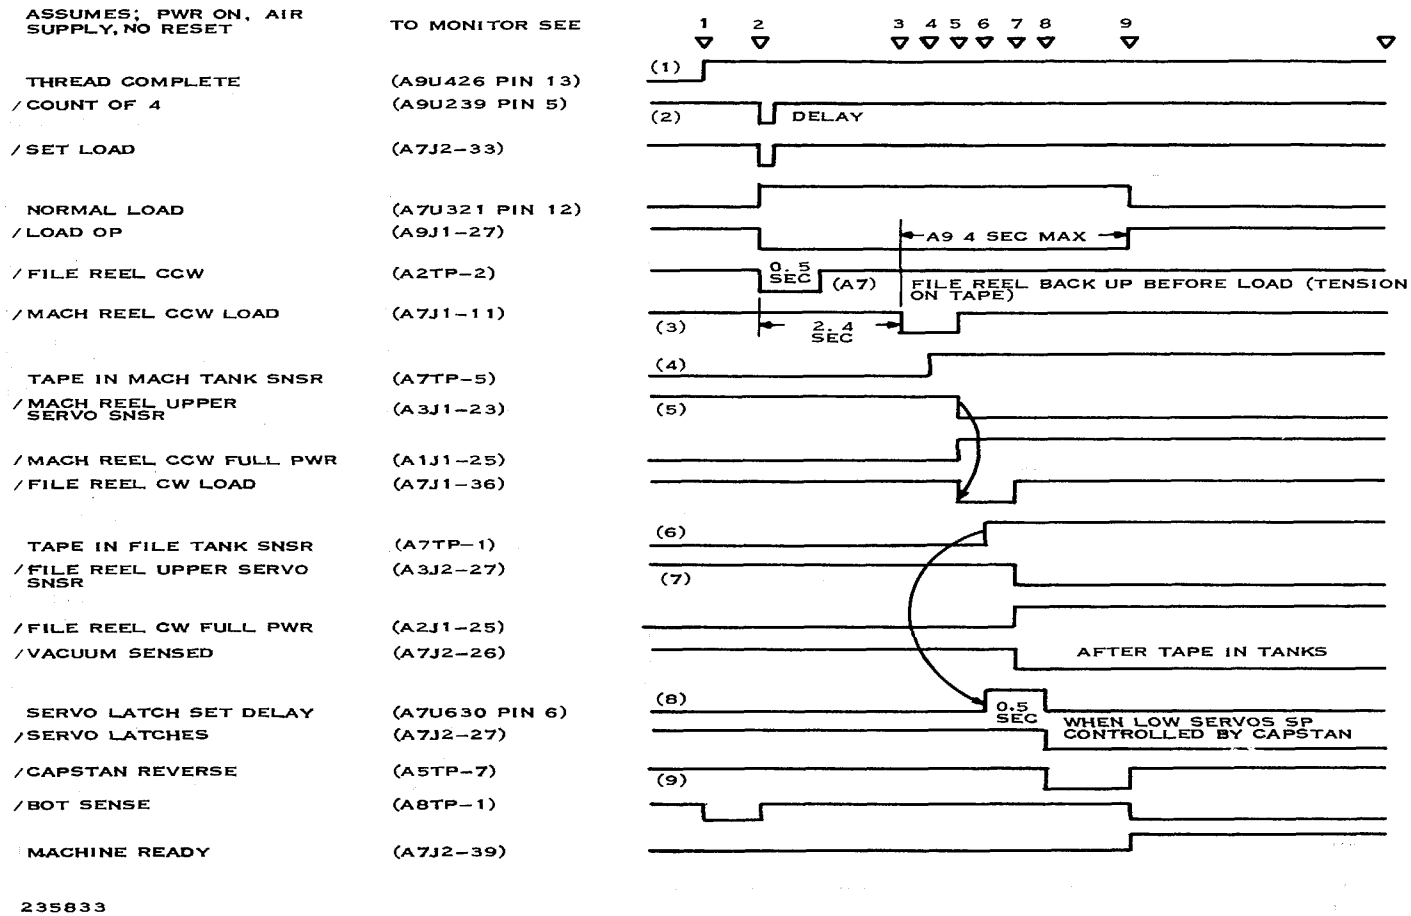 ASSUMES; PWR ON, AIR
SUPPLY, NO RESET
TO MONITOR SEE
1 2 3 4 5 6 7 8 9
THREAD COMPLETE (A9U426 PIN 13) (1)
/COUNT OF 4 (A9U239 PIN 5) (2) DELAY
/SET LOAD (A7J2-33)
NORMAL LOAD (A7U321 PIN 12)
/LOAD OP (A9J1-27) A9 4 SEC MAX
/FILE REEL CCW (A2TP-2) 0.5
SEC (A7) FILE REEL BACK UP BEFORE LOAD (TENSION
ON TAPE)
/MACH REEL CCW LOAD (A7J1-11) (3) 2.4
SEC
TAPE IN MACH TANK SNSR (A7TP-5) (4)
/MACH REEL UPPER
SERVO SNSR (A3J1-23) (5)
/MACH REEL CCW FULL PWR (A1J1-25)
/FILE REEL CW LOAD (A7J1-36)
TAPE IN FILE TANK SNSR (A7TP-1) (6)
/FILE REEL UPPER SERVO
SNSR (A3J2-27) (7)
/FILE REEL CW FULL PWR (A2J1-25)
/VACUUM SENSED (A7J2-26) AFTER TAPE IN TANKS
SERVO LATCH SET DELAY (A7U630 PIN 6) (8) 0.5
SEC
/SERVO LATCHES (A7J2-27) WHEN LOW SERVOS SP
CONTROLLED BY CAPSTAN
/CAPSTAN REVERSE (A5TP-7) (9)
/BOT SENSE (A8TP-1)
MACHINE READY (A7J2-39)
235833